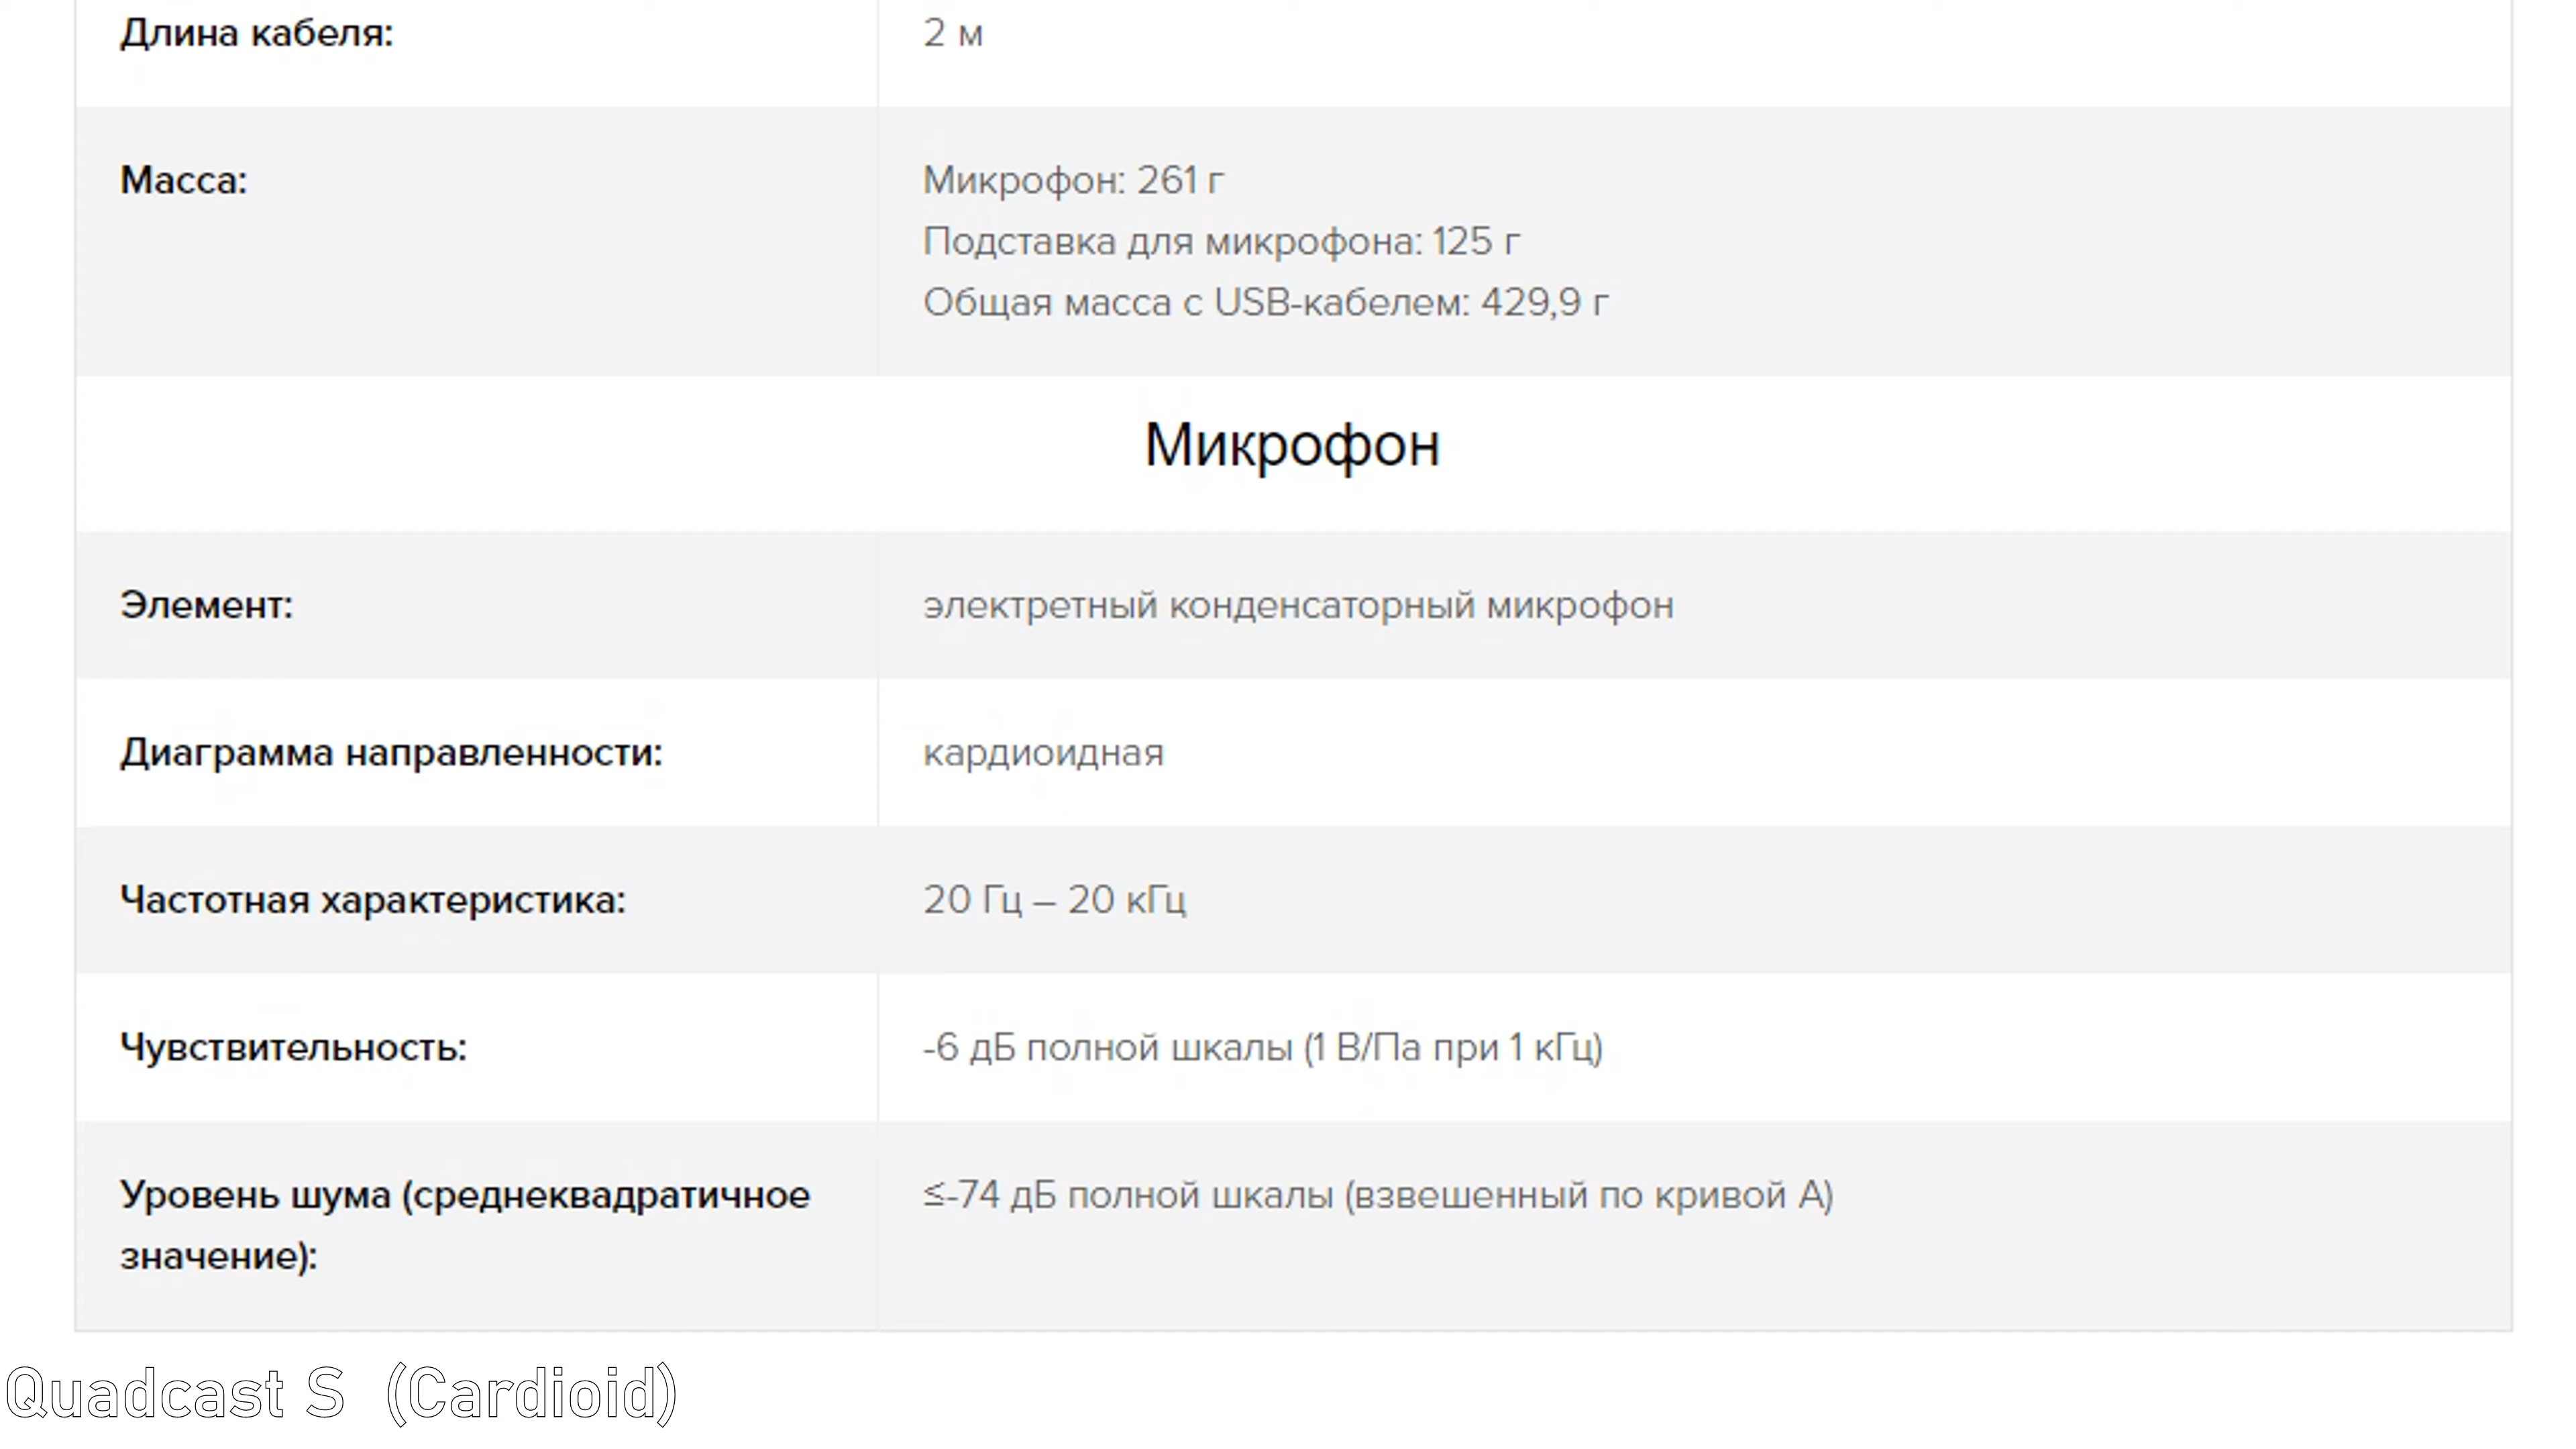 Длина кабеля: 2 м
Масса: Микрофон: 261 г
Подставка для микрофона: 125 г
Общая масса с USB-кабелем: 429,9 г
Микрофон
Элемент: электретный конденсаторный микрофон
Диаграмма направленности: кардиоидная
Частотная характеристика: 20 Гц – 20 кГц
Чувствительность: -6 дБ полной шкалы (1 В/Па при 1 кГц)
Уровень шума (среднеквадратичное ≤-74 дБ полной шкалы (взвешенный по кривой А)
значение):
Quadcast S (Cardioid)